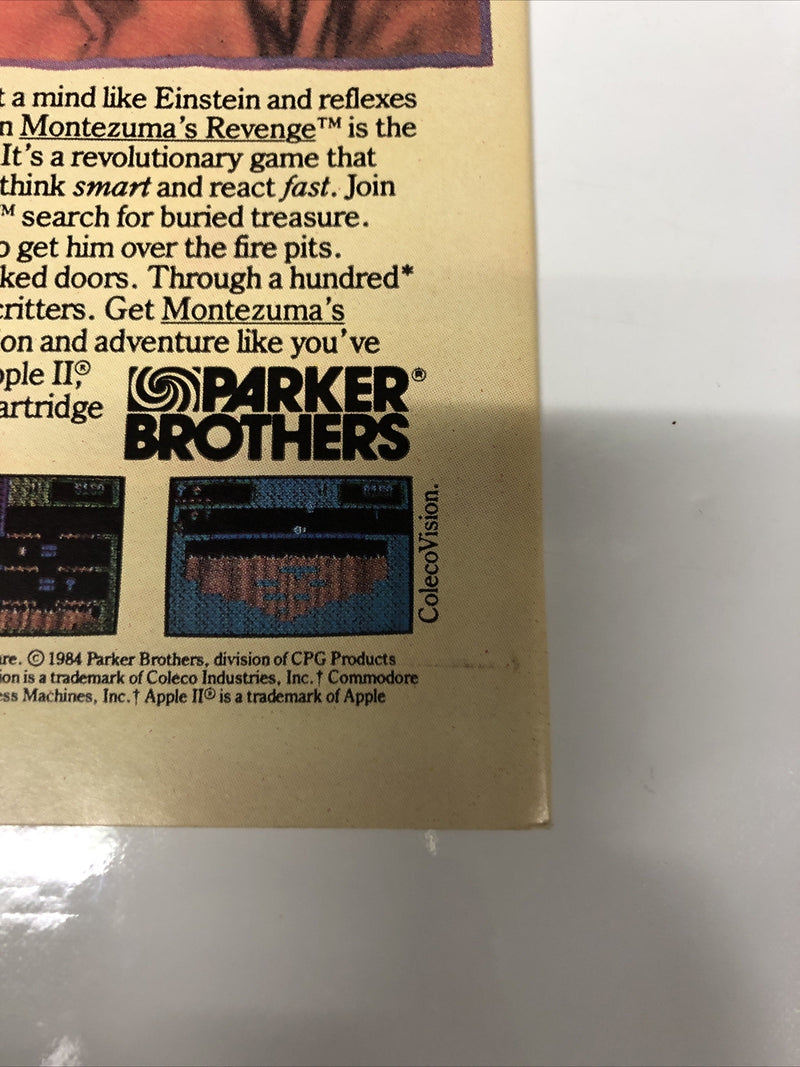 t a mind like Einstein and reflexes
n Montezuma's Revenge™ is the
It's a revolutionary game that
think smart and react fast. Join
™ search for buried treasure.
o get him over the fire pits.
ked doors. Through a hundred*
critters. Get Montezuma's
on and adventure like you've
pple II,®
artridge
PARKER®
BROTHERS
ColecoVision.
re. © 1984 Parker Brothers, division of CPG Products
ion is a trademark of Coleco Industries, Inc.† Commodore
ess Machines, Inc.† Apple II® is a trademark of Apple